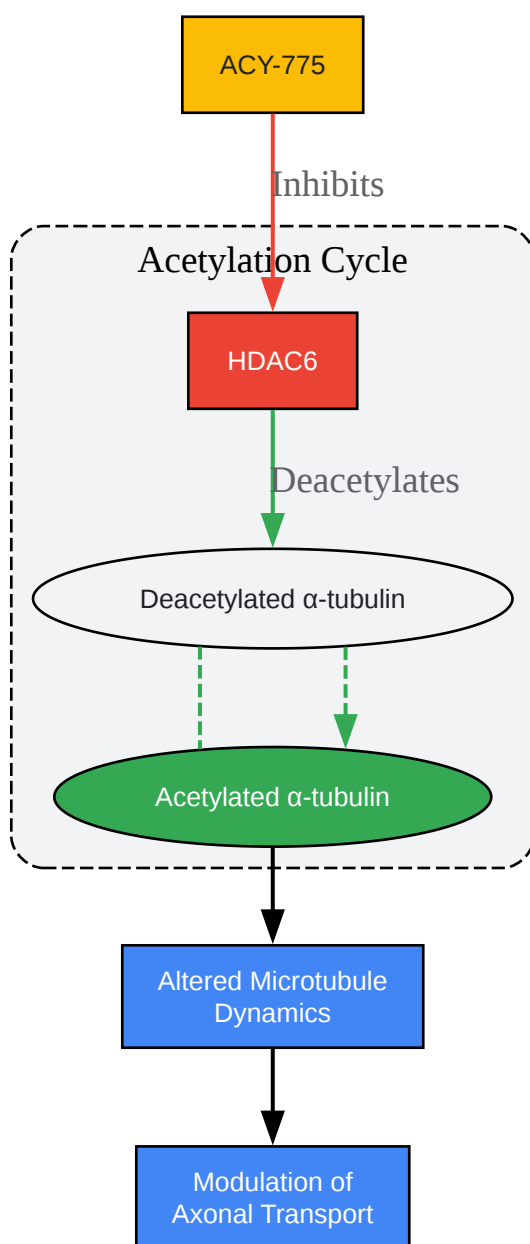 ACY-775
Inhibits
Acetylation Cycle
HDAC6
Deacetylates
Deacetylated α-tubulin
Acetylated α-tubulin
Altered Microtubule
Dynamics
Modulation of
Axonal Transport